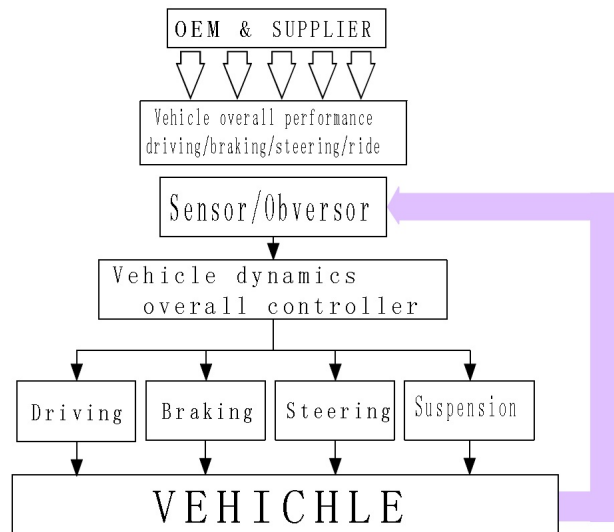 OEM & SUPPLIER
Vehicle overall performance
driving/braking/steering/ride
Sensor/Obversor
Vehicle dynamics
overall controller
Driving
Braking
Steering
Suspension
VEHICHLE